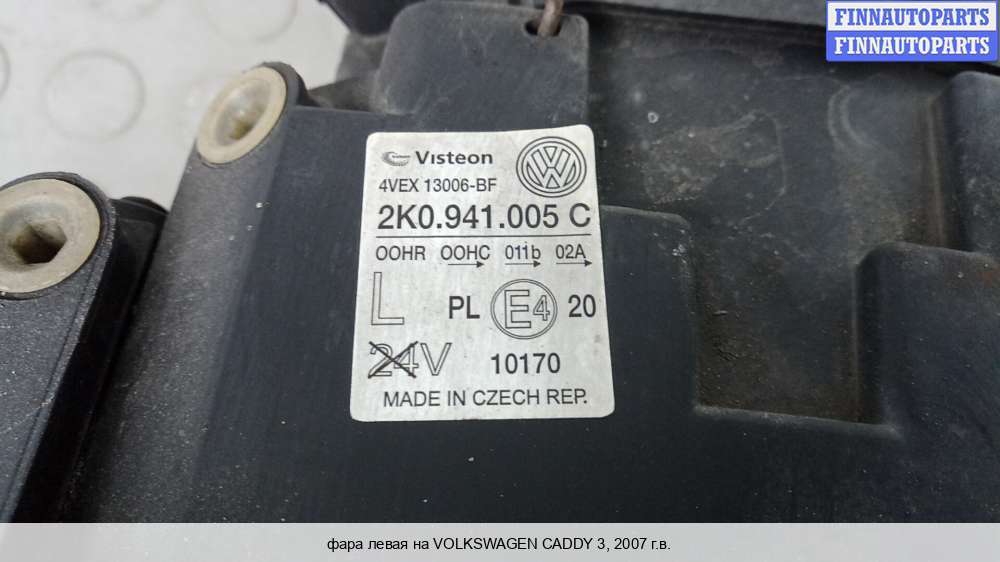 FINNAUTOPARTS
FINNAUTOPARTS
Visteon
4VEX 13006-BF
2K0.941.005 C
OOHR OOHC 01ib 02A
L PL E4 20
24V 10170
MADE IN CZECH REP.
фара левая на VOLKSWAGEN CADDY 3, 2007 г.в.